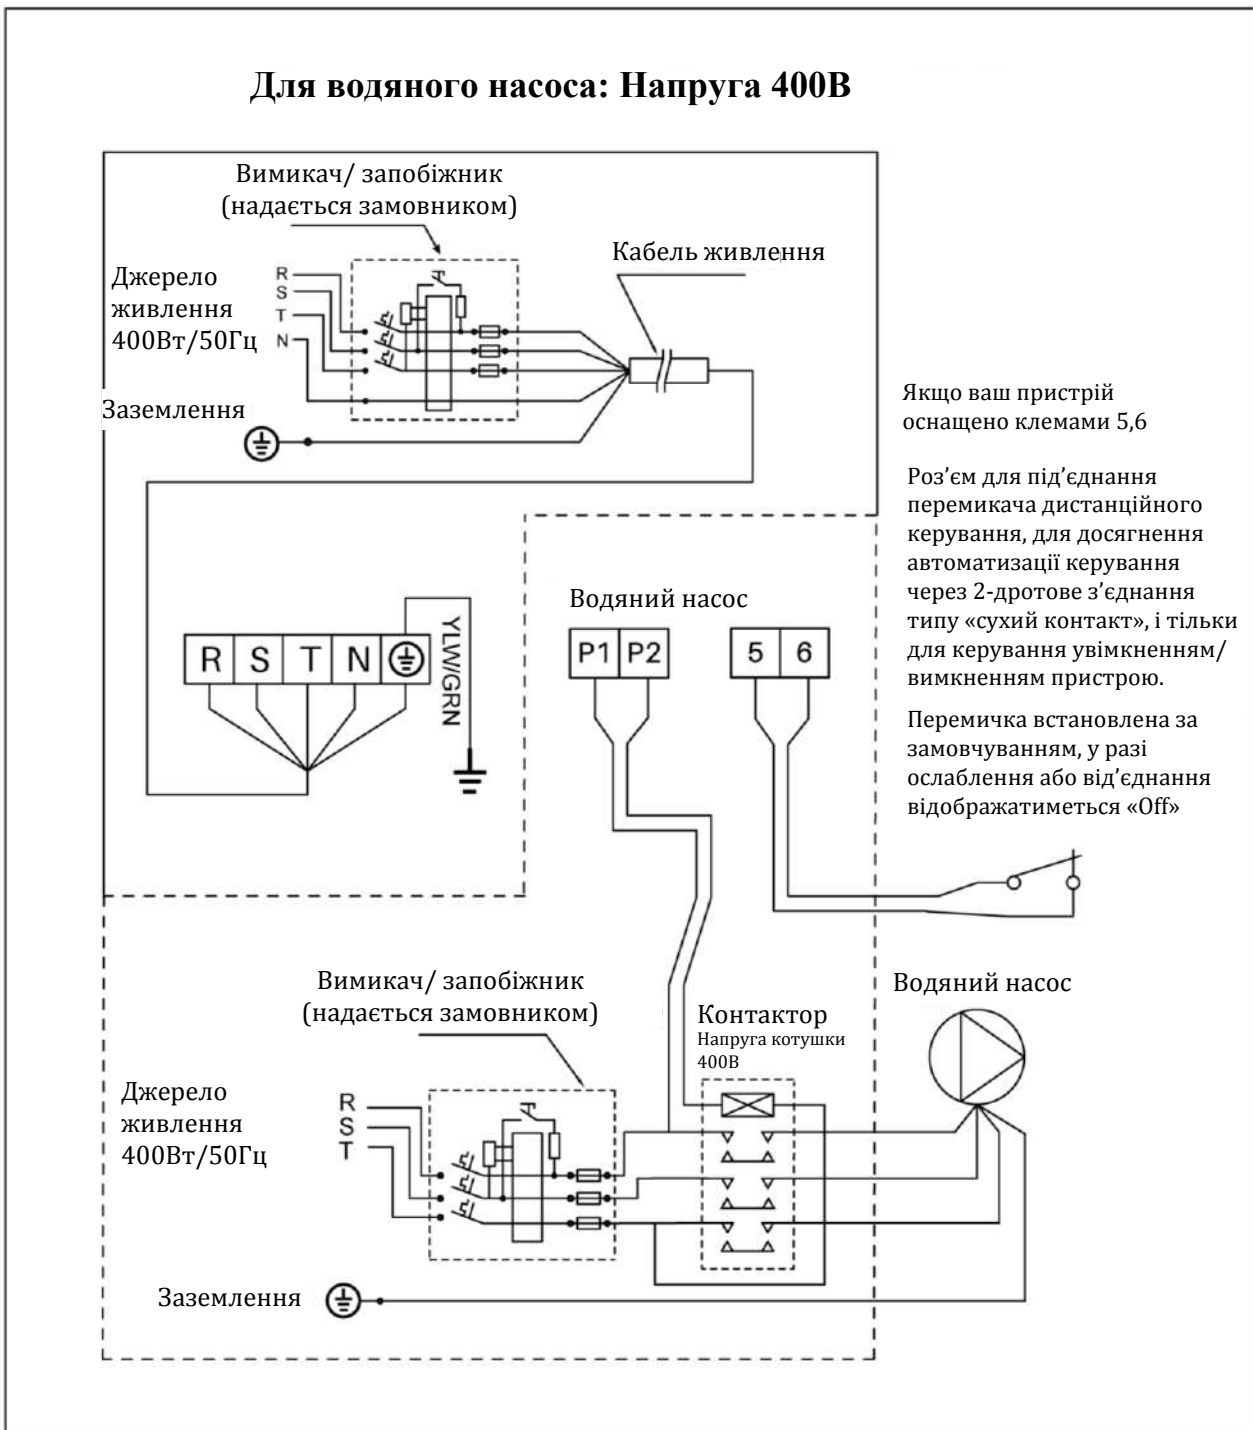 Для водяного насоса: Напруга 400В
Вимикач/ запобіжник
(надається замовником)
Кабель живлення
Джерело
живлення
400Вт/50Гц
R
S
T
N
Заземлення
Якщо ваш пристрій
оснащено клемами 5,6
Роз’єм для під’єднання
перемикача дистанційного
керування, для досягнення
автоматизації керування
через 2-дротове з’єднання
типу «сухий контакт», і тільки
для керування увімкненням/
вимкненням пристрою.
Перемичка встановлена за
замовчуванням, у разі
ослаблення або від’єднання
відображатиметься «Off»
Водяний насос
R S T N
YLW/GRN
P1 P2
5 6
Вимикач/ запобіжник
(надається замовником)
Контактор
Напруга котушки
400В
Водяний насос
Джерело
живлення
400Вт/50Гц
R
S
T
Заземлення